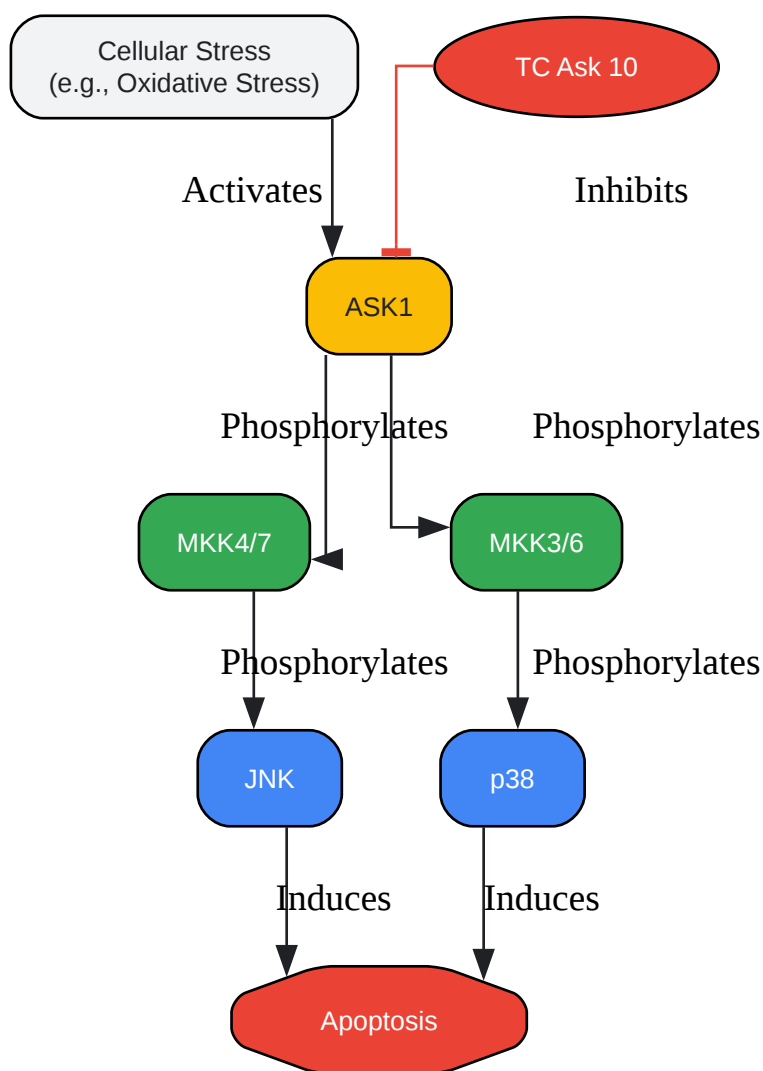 Cellular Stress
(e.g., Oxidative Stress)
TC Ask 10
Activates
Inhibits
ASK1
Phosphorylates
Phosphorylates
MKK4/7
MKK3/6
Phosphorylates
Phosphorylates
JNK
p38
Induces
Induces
Apoptosis